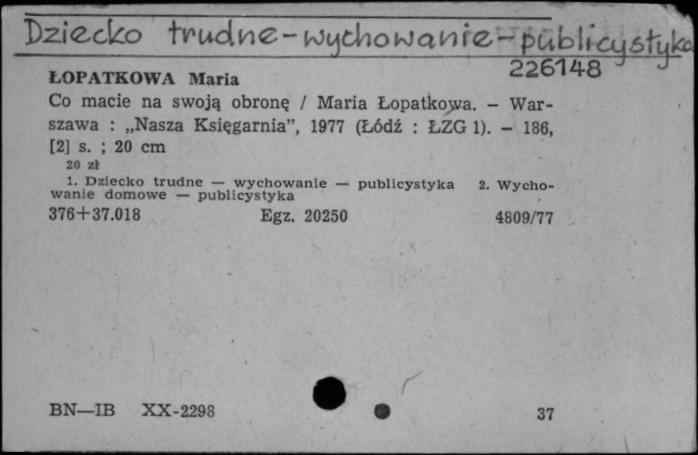 Dziecko trudne-wychowanie-publicystyka
226148
ŁOPATKOWA Maria
Co macie na swoją obronę / Maria Łopatkowa. – War-
szawa : „Nasza Księgarnia”, 1977 (Łódź : ŁZG 1). – 186,
[2] s. ; 20 cm
20 zł
1. Dziecko trudne — wychowanie — publicystyka 2. Wycho-
wanie domowe — publicystyka
376+37.018 Egz. 20250 4809/77
BN—IB XX-2298 37